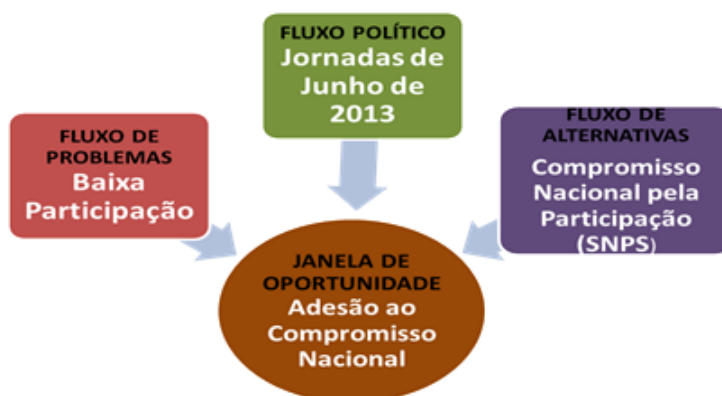 FLUXO POLÍTICO
Jornadas de
Junho de
2013
FLUXO DE
PROBLEMAS
Baixa
Participação
FLUXO DE
ALTERNATIVAS
Compromisso
Nacional pela
Participação
(SNPS)
JANELA DE
OPORTUNIDADE
Adesão ao
Compromisso
Nacional